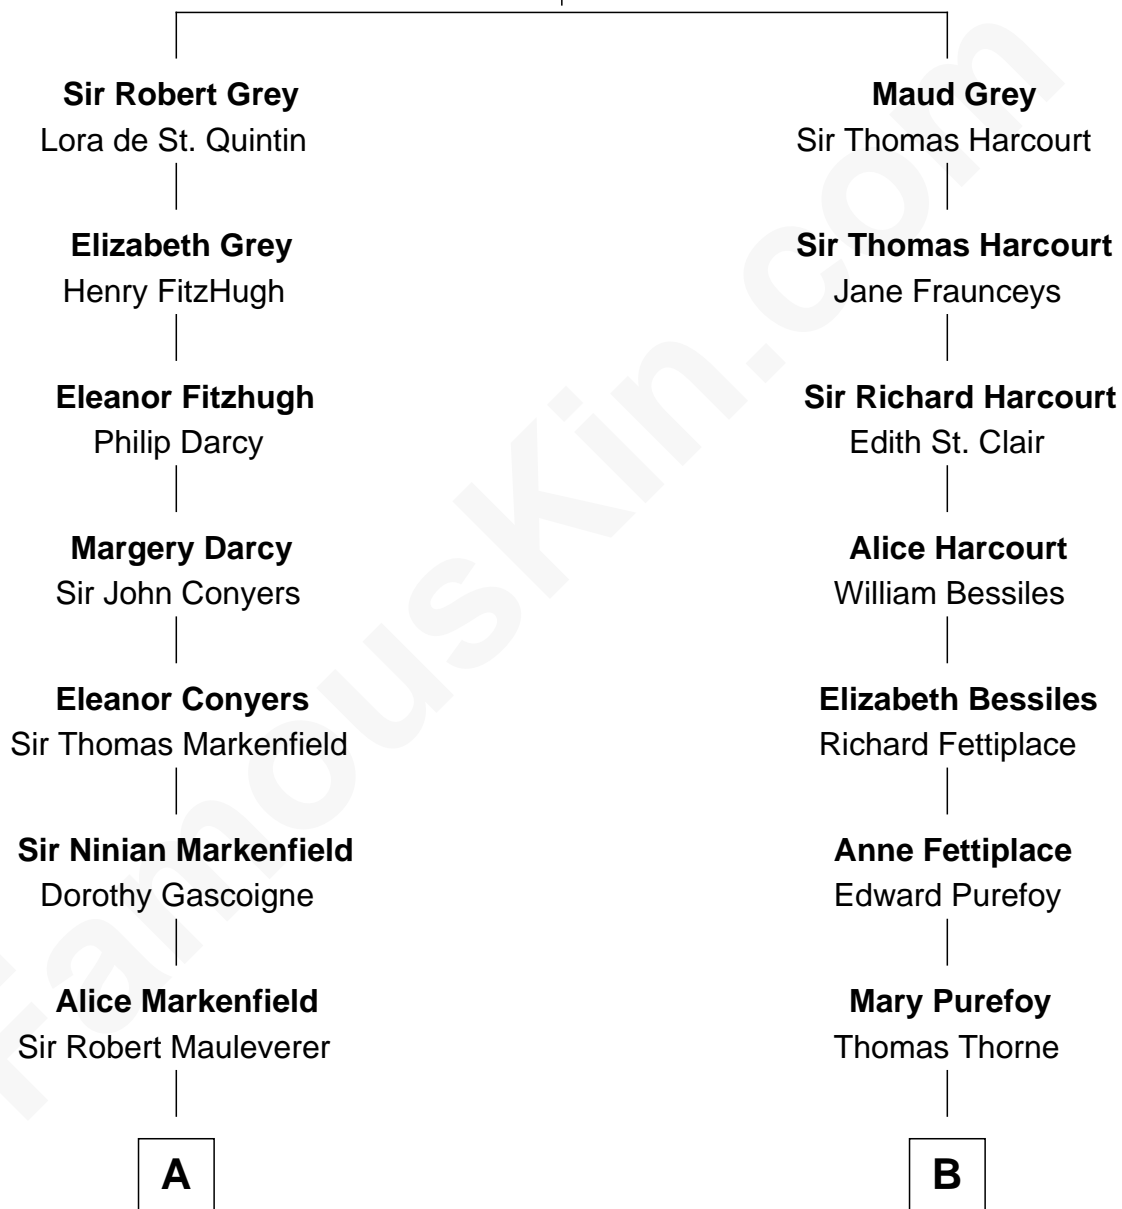 Sir Robert Grey
Lora de St. Quintin
Elizabeth Grey
Henry FitzHugh
Eleanor Fitzhugh
Philip Darcy
Margery Darcy
Sir John Conyers
Eleanor Conyers
Sir Thomas Markenfield
Sir Ninian Markenfield
Dorothy Gascoigne
Alice Markenfield
Sir Robert Mauleverer
A
Maud Grey
Sir Thomas Harcourt
Sir Thomas Harcourt
Jane Fraunceys
Sir Richard Harcourt
Edith St. Clair
Alice Harcourt
William Bessiles
Elizabeth Bessiles
Richard Fettiplace
Anne Fettiplace
Edward Purefoy
Mary Purefoy
Thomas Thorne
B
FamousKin.com